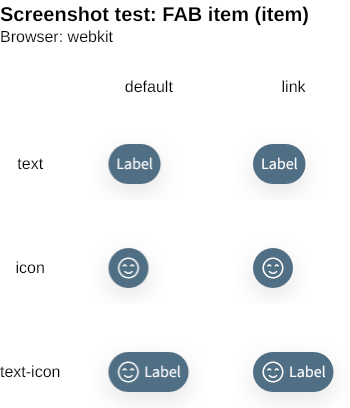 Screenshot test: FAB item (item)
Browser: webkit
default link
text Label Label
icon
text-icon Label Label